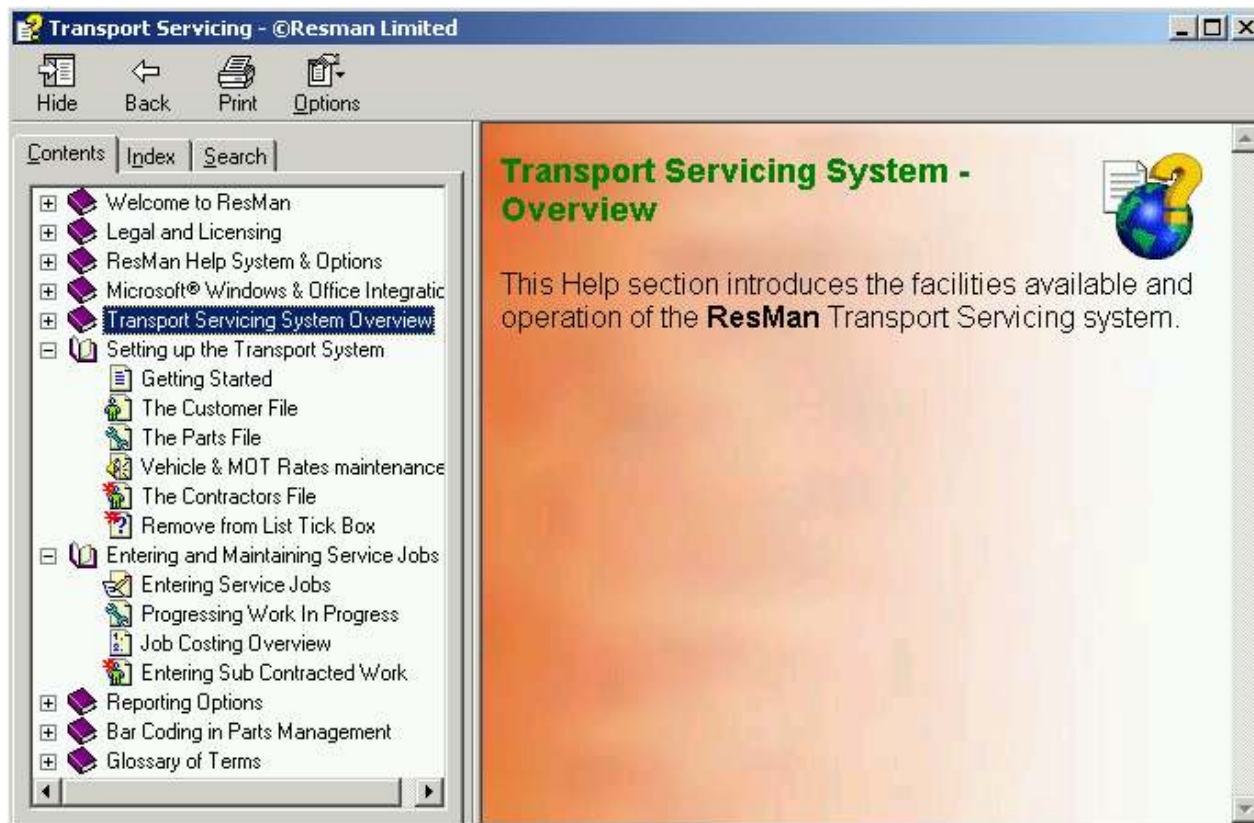 Transport Servicing - ©Resman Limited
Hide Back Print Options
Contents Index Search
Welcome to ResMan
Legal and Licensing
ResMan Help System & Options
Microsoft® Windows & Office Integratic
Transport Servicing System Overview
Setting up the Transport System
Getting Started
The Customer File
The Parts File
Vehicle & MOT Rates maintenance
The Contractors File
Remove from List Tick Box
Entering and Maintaining Service Jobs
Entering Service Jobs
Progressing Work In Progress
Job Costing Overview
Entering Sub Contracted Work
Reporting Options
Bar Coding in Parts Management
Glossary of Terms
Transport Servicing System -
Overview
This Help section introduces the facilities available and
operation of the ResMan Transport Servicing system.